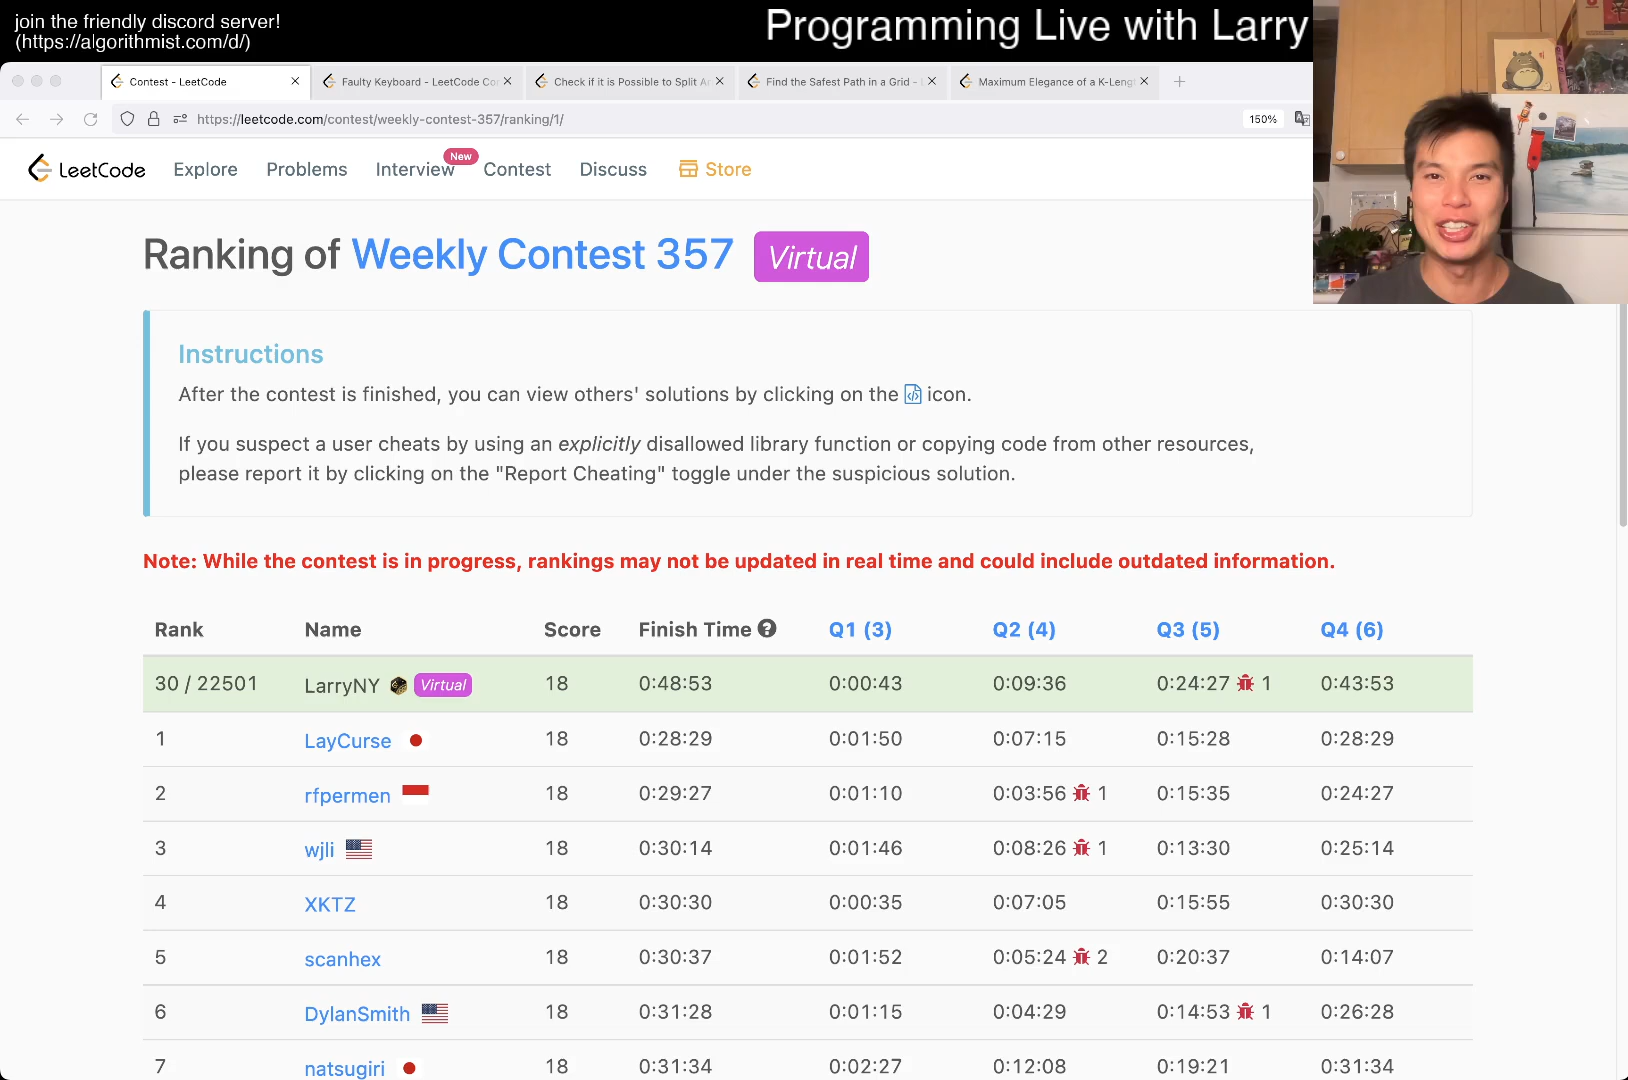 join the friendly discord server!
(https://algorithmist.com/d/)
Programming Live with Larry
Contest - LeetCode
Faulty Keyboard - LeetCode Con
Check if it is Possible to Split Ar
Find the Safest Path in a Grid -
Maximum Elegance of a K-Lengt
https://leetcode.com/contest/weekly-contest-357/ranking/1/
150%
LeetCode
Explore
Problems
Interview
New
Contest
Discuss
Store
Ranking of Weekly Contest 357 Virtual
Instructions
After the contest is finished, you can view others' solutions by clicking on the icon.
If you suspect a user cheats by using an explicitly disallowed library function or copying code from other resources,
please report it by clicking on the "Report Cheating" toggle under the suspicious solution.
Note: While the contest is in progress, rankings may not be updated in real time and could include outdated information.
Rank Name Score Finish Time Q1 (3) Q2 (4) Q3 (5) Q4 (6)
30 / 22501 LarryNY Virtual 18 0:48:53 0:00:43 0:09:36 0:24:27 1 0:43:53
1 LayCurse 18 0:28:29 0:01:50 0:07:15 0:15:28 0:28:29
2 rfpermen 18 0:29:27 0:01:10 0:03:56 1 0:15:35 0:24:27
3 wjli 18 0:30:14 0:01:46 0:08:26 1 0:13:30 0:25:14
4 XKTZ 18 0:30:30 0:00:35 0:07:05 0:15:55 0:30:30
5 scanhex 18 0:30:37 0:01:52 0:05:24 2 0:20:37 0:14:07
6 DylanSmith 18 0:31:28 0:01:15 0:04:29 0:14:53 1 0:26:28
7 natsugiri 18 0:31:34 0:02:27 0:12:08 0:19:21 0:31:34